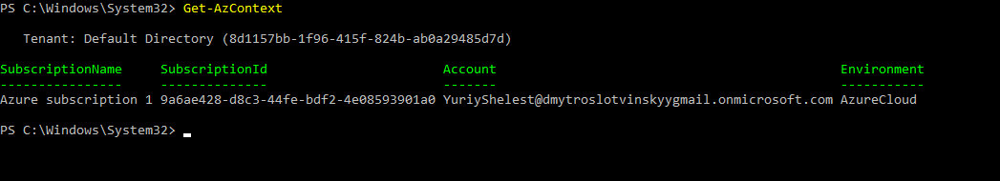 PS C:\Windows\System32> Get-AzContext
Tenant: Default Directory (8d1157bb-1f96-415f-824b-ab0a29485d7d)
SubscriptionName SubscriptionId Account Environment
---------------- -------------- ------- -----------
Azure subscription 1 9a6ae428-d8c3-44fe-bdf2-4e08593901a0 YuriyShelest@dmytroslotvinskyygmail.onmicrosoft.com AzureCloud
PS C:\Windows\System32>